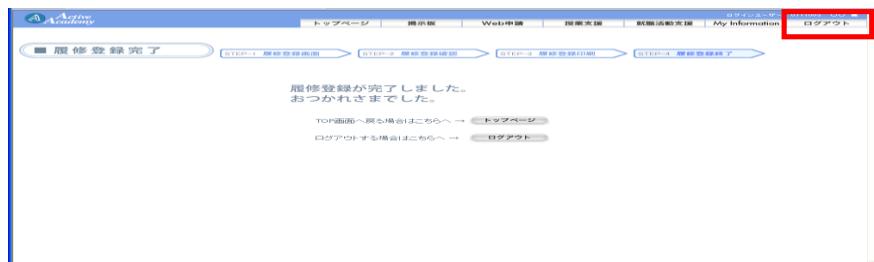 Active Academy
トップページ 掲示板 Web申請 授業支援 就職活動支援 My Information ログアウト
■ 履修登録完了
STEP-1 履修登録画面 STEP-2 履修登録確認 STEP-3 履修登録印刷 STEP-4 履修登録終了
履修登録が完了しました。
おつかれさまでした。
TOP画面へ戻る場合はこちらへ → トップページ
ログアウトする場合はこちらへ → ログアウト